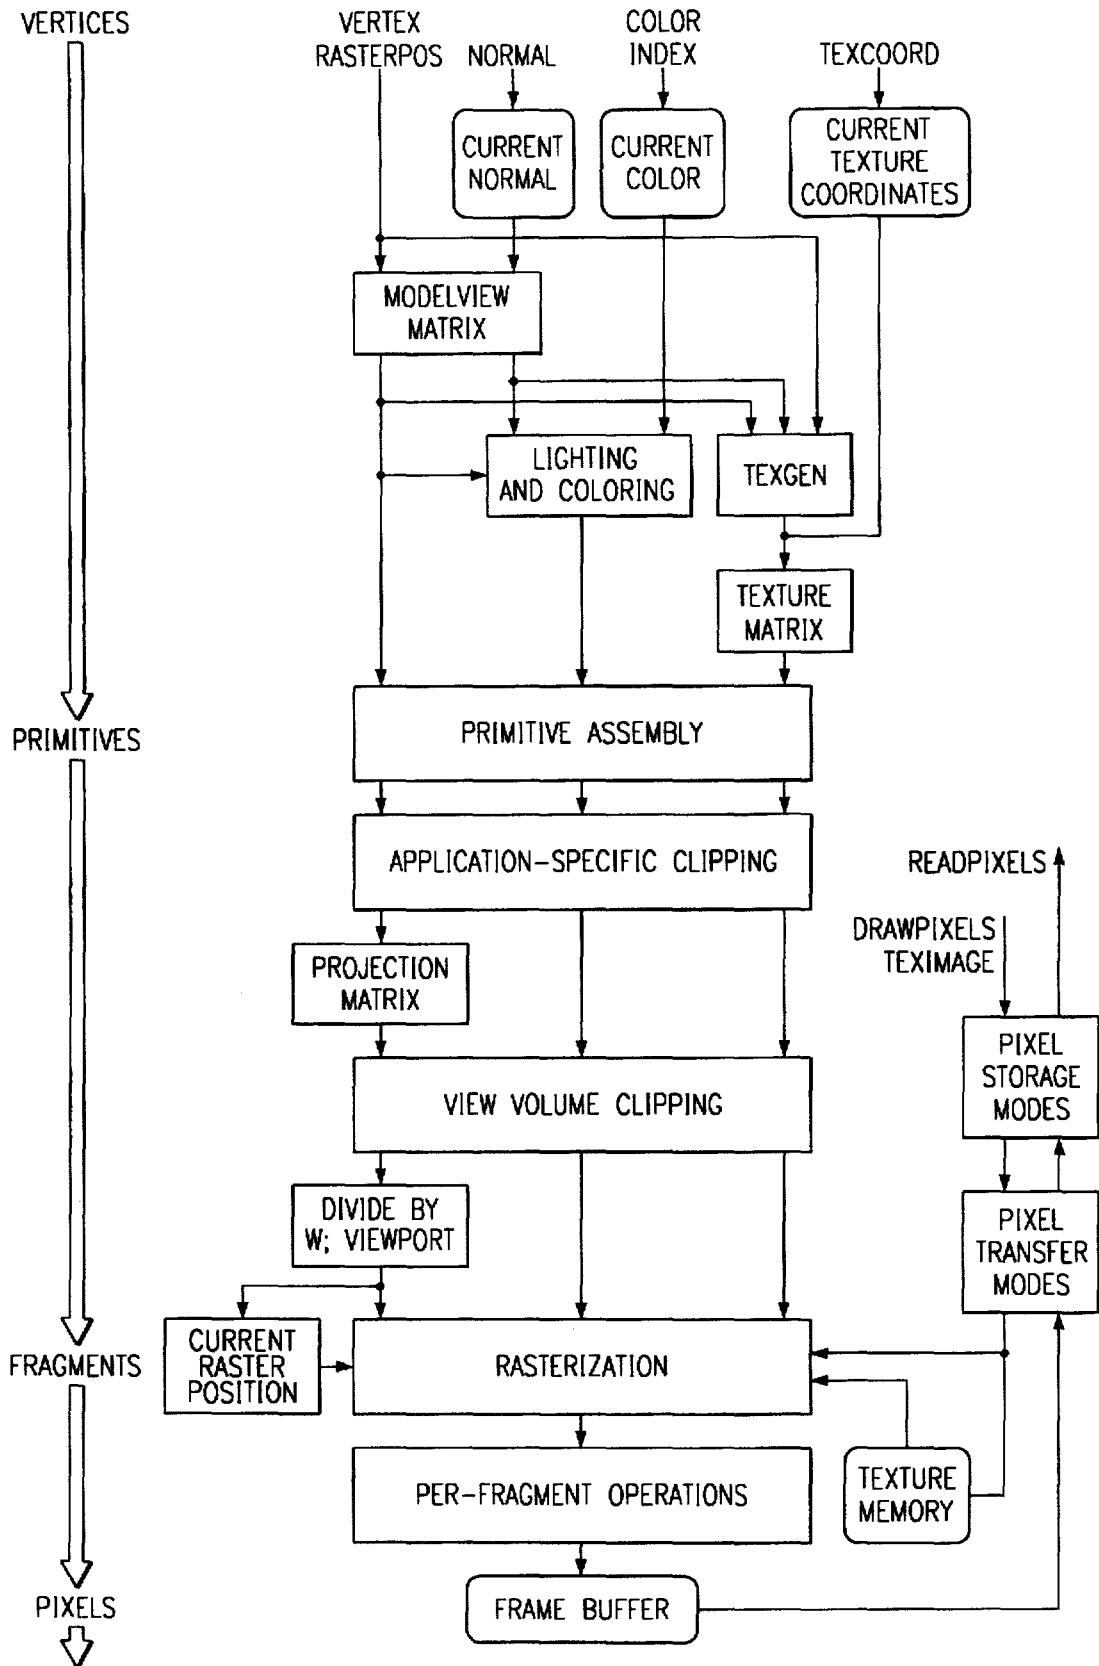 VERTICES
VERTEX
RASTERPOS
NORMAL
COLOR
INDEX
TEXCOORD
CURRENT
NORMAL
CURRENT
COLOR
CURRENT
TEXTURE
COORDINATES
MODELVIEW
MATRIX
LIGHTING
AND COLORING
TEXGEN
TEXTURE
MATRIX
PRIMITIVES
PRIMITIVE ASSEMBLY
APPLICATION-SPECIFIC CLIPPING
READPIXELS
DRAWPIXELS
TEXIMAGE
PROJECTION
MATRIX
PIXEL
STORAGE
MODES
VIEW VOLUME CLIPPING
DIVIDE BY
W; VIEWPORT
PIXEL
TRANSFER
MODES
FRAGMENTS
CURRENT
RASTER
POSITION
RASTERIZATION
PER-FRAGMENT OPERATIONS
TEXTURE
MEMORY
PIXELS
FRAME BUFFER